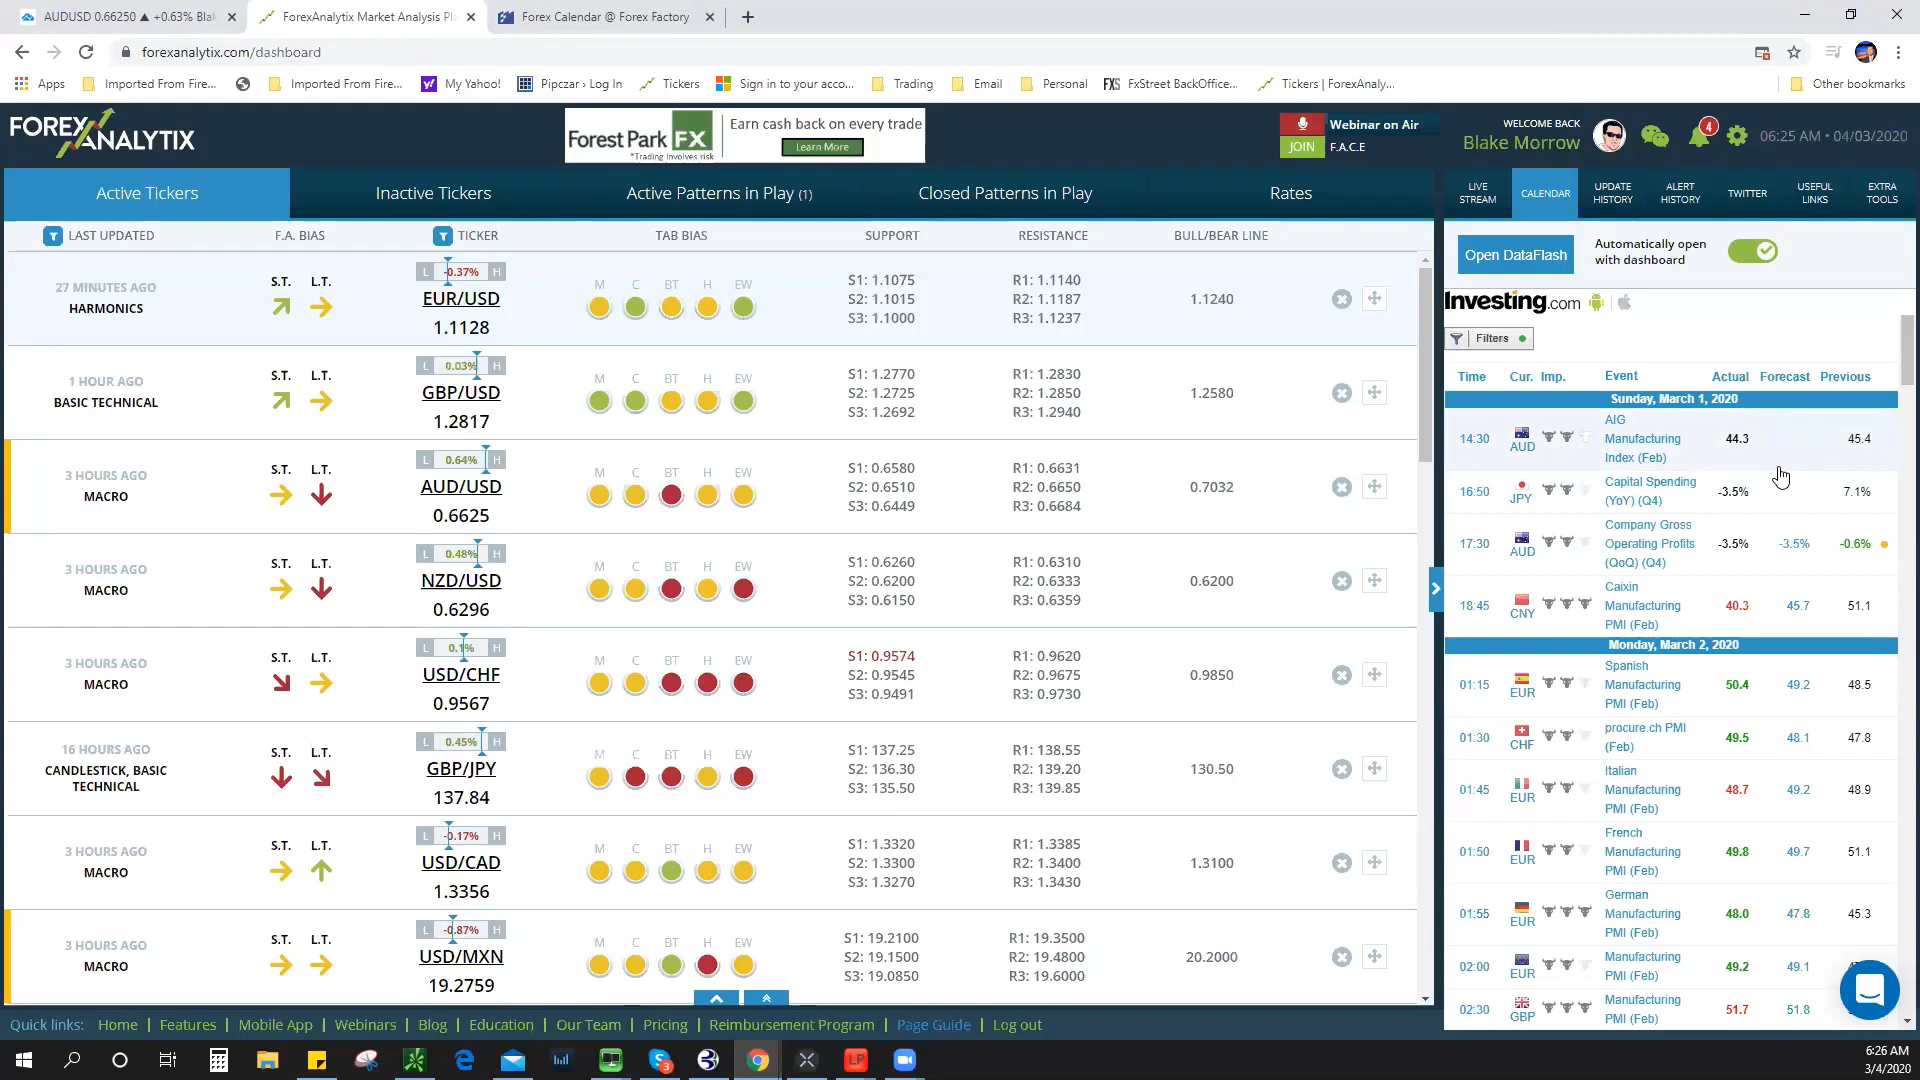 AUDUSD 0.66250 ▲ +0.63% Bla
ForexAnalytix Market Analysis Pla
Forex Calendar @ Forex Factory
forexanalytix.com/dashboard
Apps
Imported From Fire...
Imported From Fire...
My Yahoo!
Pipczar › Log In
Tickers
Sign in to your acco...
Trading
Email
Personal
FXS FxStreet BackOffice...
Tickers | ForexAnaly...
Other bookmarks
FOREX ANALYTIX
Forest Park FX
*Trading involves risk
Earn cash back on every trade
Learn More
Webinar on Air
JOIN F.A.C.E
WELCOME BACK
Blake Morrow
4
06:25 AM • 04/03/2020
Active Tickers
Inactive Tickers
Active Patterns in Play (1)
Closed Patterns in Play
Rates
LAST UPDATED F.A. BIAS TICKER TAB BIAS SUPPORT RESISTANCE BULL/BEAR LINE
27 MINUTES AGO
HARMONICS
S.T. L.T.
L -0.37% H
EUR/USD
1.1128
M C BT H EW
S1: 1.1075
S2: 1.1015
S3: 1.1000
R1: 1.1140
R2: 1.1187
R3: 1.1237
1.1240
1 HOUR AGO
BASIC TECHNICAL
S.T. L.T.
L 0.03% H
GBP/USD
1.2817
M C BT H EW
S1: 1.2770
S2: 1.2725
S3: 1.2692
R1: 1.2830
R2: 1.2850
R3: 1.2940
1.2580
3 HOURS AGO
MACRO
S.T. L.T.
L 0.64% H
AUD/USD
0.6625
M C BT H EW
S1: 0.6580
S2: 0.6510
S3: 0.6449
R1: 0.6631
R2: 0.6650
R3: 0.6684
0.7032
3 HOURS AGO
MACRO
S.T. L.T.
L 0.48% H
NZD/USD
0.6296
M C BT H EW
S1: 0.6260
S2: 0.6200
S3: 0.6150
R1: 0.6310
R2: 0.6333
R3: 0.6359
0.6200
3 HOURS AGO
MACRO
S.T. L.T.
L 0.1% H
USD/CHF
0.9567
M C BT H EW
S1: 0.9574
S2: 0.9545
S3: 0.9491
R1: 0.9620
R2: 0.9675
R3: 0.9730
0.9850
16 HOURS AGO
CANDLESTICK, BASIC
TECHNICAL
S.T. L.T.
L 0.45% H
GBP/JPY
137.84
M C BT H EW
S1: 137.25
S2: 136.30
S3: 135.50
R1: 138.55
R2: 139.20
R3: 139.85
130.50
3 HOURS AGO
MACRO
S.T. L.T.
L -0.17% H
USD/CAD
1.3356
M C BT H EW
S1: 1.3320
S2: 1.3300
S3: 1.3270
R1: 1.3385
R2: 1.3400
R3: 1.3430
1.3100
3 HOURS AGO
MACRO
S.T. L.T.
L -0.87% H
USD/MXN
19.2759
M C BT H EW
S1: 19.2100
S2: 19.1500
S3: 19.0850
R1: 19.3500
R2: 19.4800
R3: 19.6000
20.2000
LIVE STREAM
CALENDAR
UPDATE HISTORY
ALERT HISTORY
TWITTER
USEFUL LINKS
EXTRA TOOLS
Open DataFlash
Automatically open
with dashboard
Investing.com
Filters
Time Cur. Imp. Event Actual Forecast Previous
Sunday, March 1, 2020
14:30 AUD AIG Manufacturing Index (Feb) 44.3 45.4
16:50 JPY Capital Spending (YoY) (Q4) -3.5% 7.1%
17:30 AUD Company Gross Operating Profits (QoQ) (Q4) -3.5% -3.5% -0.6%
18:45 CNY Caixin Manufacturing PMI (Feb) 40.3 45.7 51.1
Monday, March 2, 2020
01:15 EUR Spanish Manufacturing PMI (Feb) 50.4 49.2 48.5
01:30 CHF procure.ch PMI (Feb) 49.5 48.1 47.8
01:45 EUR Italian Manufacturing PMI (Feb) 48.7 49.2 48.9
01:50 EUR French Manufacturing PMI (Feb) 49.8 49.7 51.1
01:55 EUR German Manufacturing PMI (Feb) 48.0 47.8 45.3
02:00 EUR Manufacturing PMI (Feb) 49.2 49.1
02:30 GBP Manufacturing PMI (Feb) 51.7 51.8
Quick links: Home | Features | Mobile App | Webinars | Blog | Education | Our Team | Pricing | Reimbursement Program | Page Guide | Log out
3
LP
6:26 AM
3/4/2020